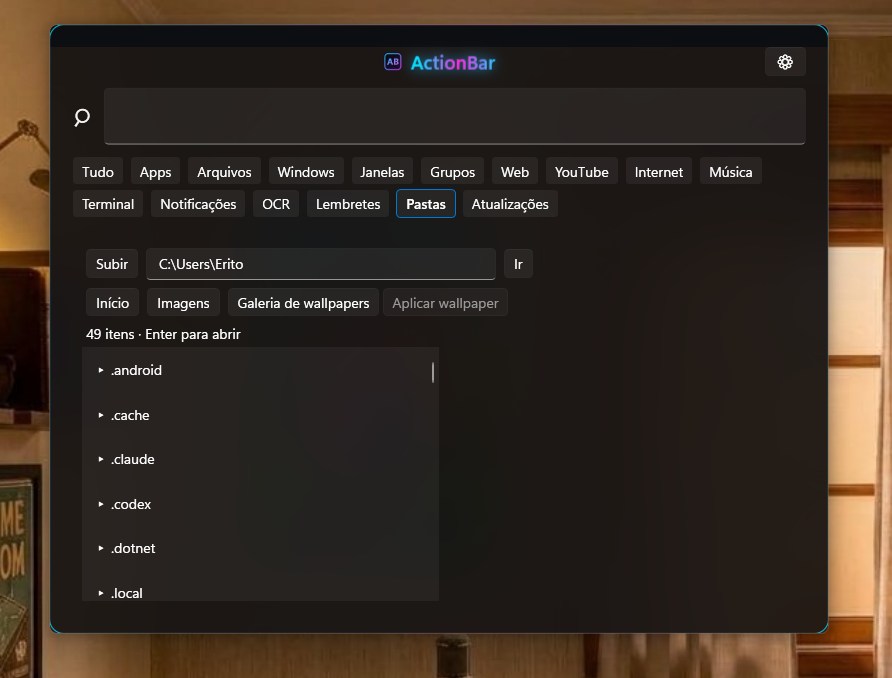 AB ActionBar
Tudo Apps Arquivos Windows Janelas Grupos Web YouTube Internet Música
Terminal Notificações OCR Lembretes Pastas Atualizações
Subir C:\Users\Erito Ir
Início Imagens Galeria de wallpapers Aplicar wallpaper
49 itens · Enter para abrir
.android
.cache
.claude
.codex
.dotnet
.local